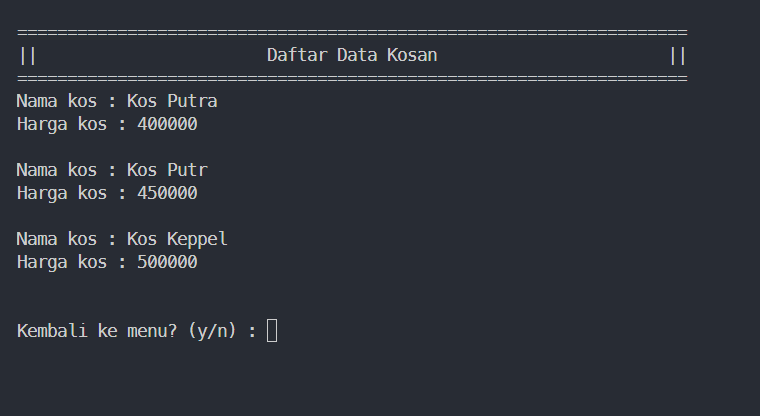 ===================================================================
||                       Daftar Data Kosan                       ||
===================================================================
Nama kos : Kos Putra
Harga kos : 400000
Nama kos : Kos Putr
Harga kos : 450000
Nama kos : Kos Keppel
Harga kos : 500000
Kembali ke menu? (y/n) :